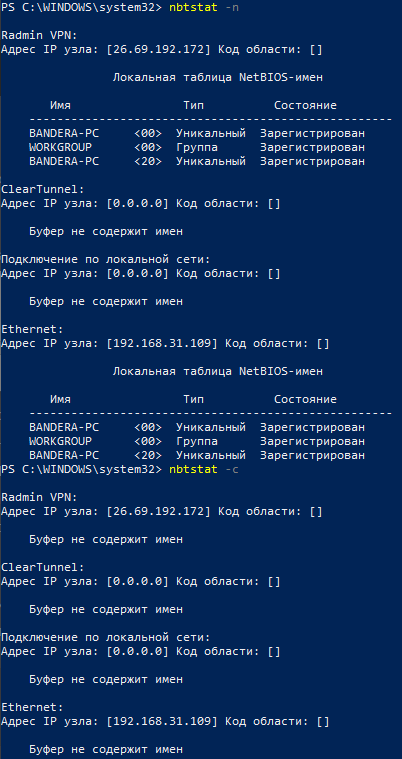 PS C:\WINDOWS\system32> nbtstat -n
Radmin VPN:
Адрес IP узла: [26.69.192.172] Код области: []
Локальная таблица NetBIOS-имен
Имя Тип Состояние
----------------------------------------------------
BANDERA-PC <00> Уникальный Зарегистрирован
WORKGROUP <00> Группа Зарегистрирован
BANDERA-PC <20> Уникальный Зарегистрирован
ClearTunnel:
Адрес IP узла: [0.0.0.0] Код области: []
Буфер не содержит имен
Подключение по локальной сети:
Адрес IP узла: [0.0.0.0] Код области: []
Буфер не содержит имен
Ethernet:
Адрес IP узла: [192.168.31.109] Код области: []
Локальная таблица NetBIOS-имен
Имя Тип Состояние
----------------------------------------------------
BANDERA-PC <00> Уникальный Зарегистрирован
WORKGROUP <00> Группа Зарегистрирован
BANDERA-PC <20> Уникальный Зарегистрирован
PS C:\WINDOWS\system32> nbtstat -c
Radmin VPN:
Адрес IP узла: [26.69.192.172] Код области: []
Буфер не содержит имен
ClearTunnel:
Адрес IP узла: [0.0.0.0] Код области: []
Буфер не содержит имен
Подключение по локальной сети:
Адрес IP узла: [0.0.0.0] Код области: []
Буфер не содержит имен
Ethernet:
Адрес IP узла: [192.168.31.109] Код области: []
Буфер не содержит имен